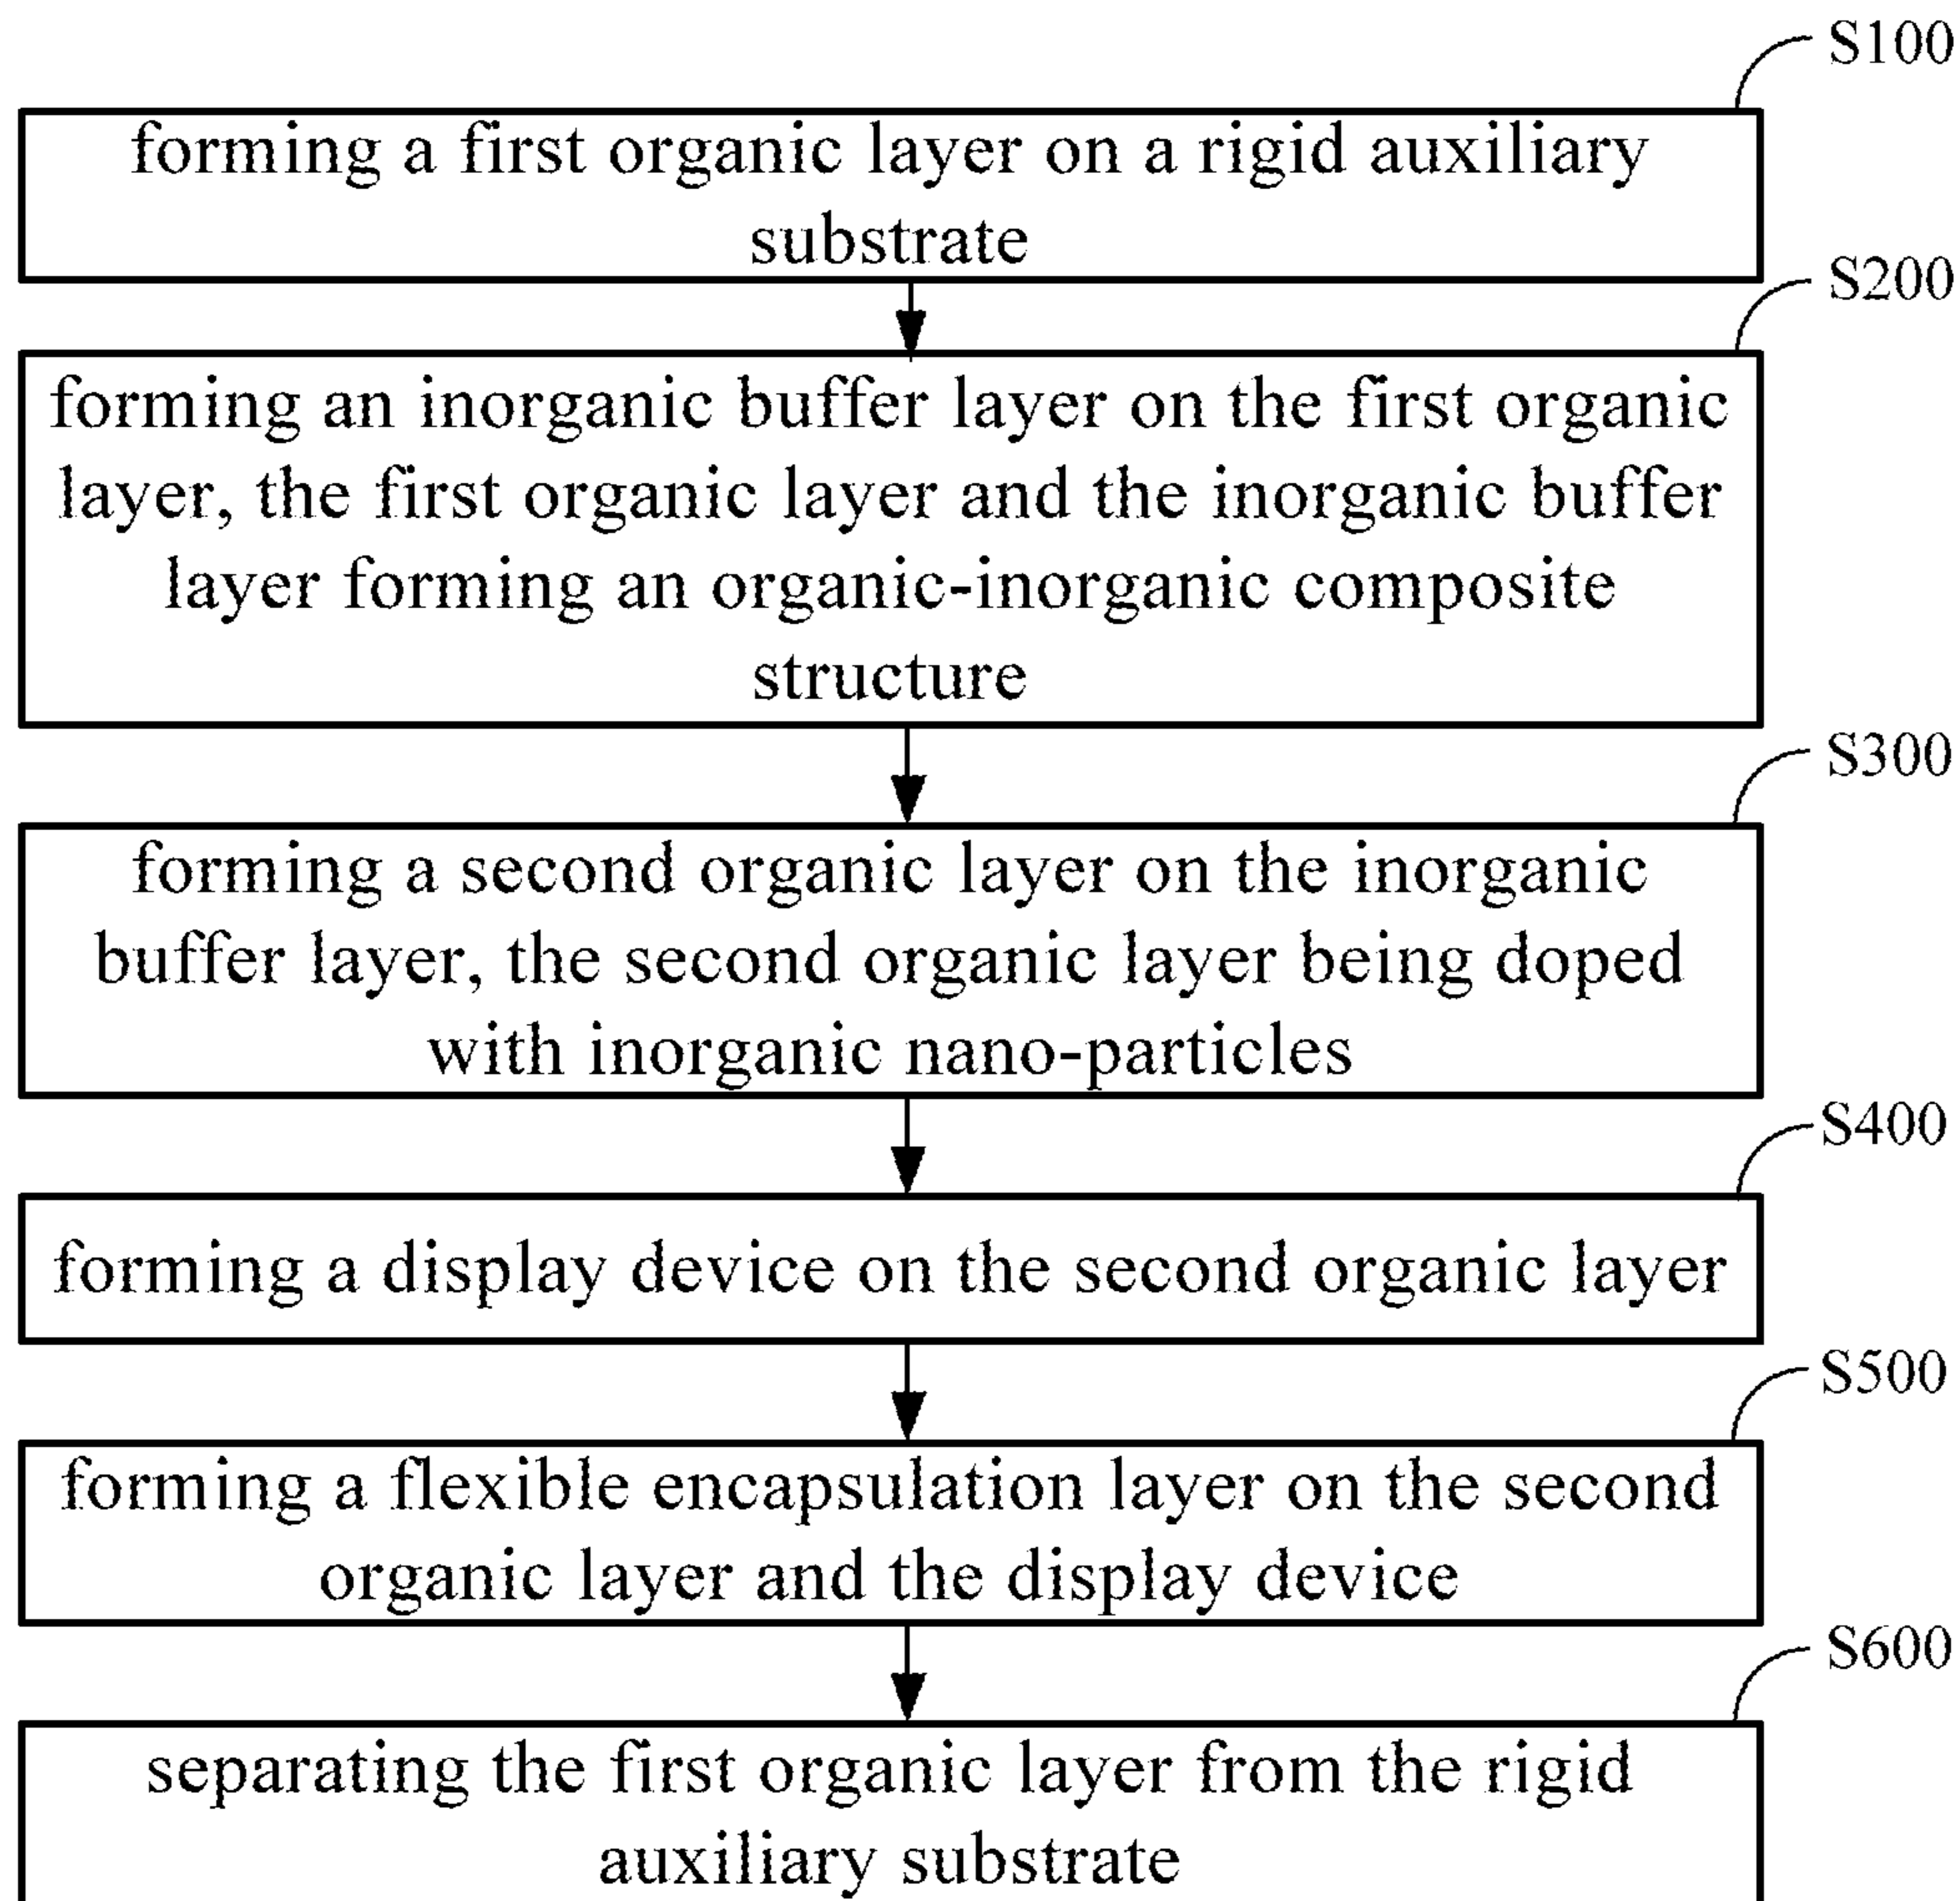 S100
forming a first organic layer on a rigid auxiliary
substrate
S200
forming an inorganic buffer layer on the first organic
layer, the first organic layer and the inorganic buffer
layer forming an organic-inorganic composite
structure
S300
forming a second organic layer on the inorganic
buffer layer, the second organic layer being doped
with inorganic nano-particles
S400
forming a display device on the second organic layer
S500
forming a flexible encapsulation layer on the second
organic layer and the display device
S600
separating the first organic layer from the rigid
auxiliary substrate